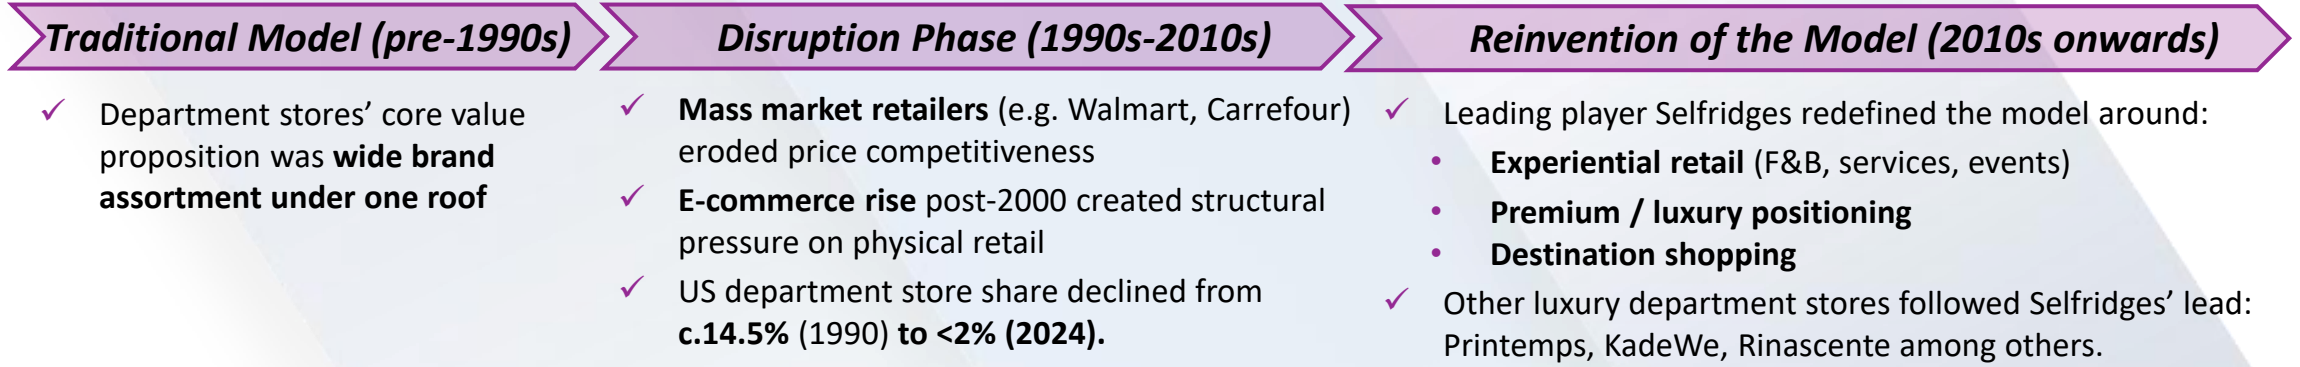 Traditional Model (pre-1990s)
✓ Department stores’ core value
proposition was wide brand
assortment under one roof
Disruption Phase (1990s-2010s)
✓ Mass market retailers (e.g. Walmart, Carrefour)
eroded price competitiveness
✓ E-commerce rise post-2000 created structural
pressure on physical retail
✓ US department store share declined from
c.14.5% (1990) to <2% (2024).
Reinvention of the Model (2010s onwards)
✓ Leading player Selfridges redefined the model around:
• Experiential retail (F&B, services, events)
• Premium / luxury positioning
• Destination shopping
✓ Other luxury department stores followed Selfridges’ lead:
Printemps, KadeWe, Rinascente among others.